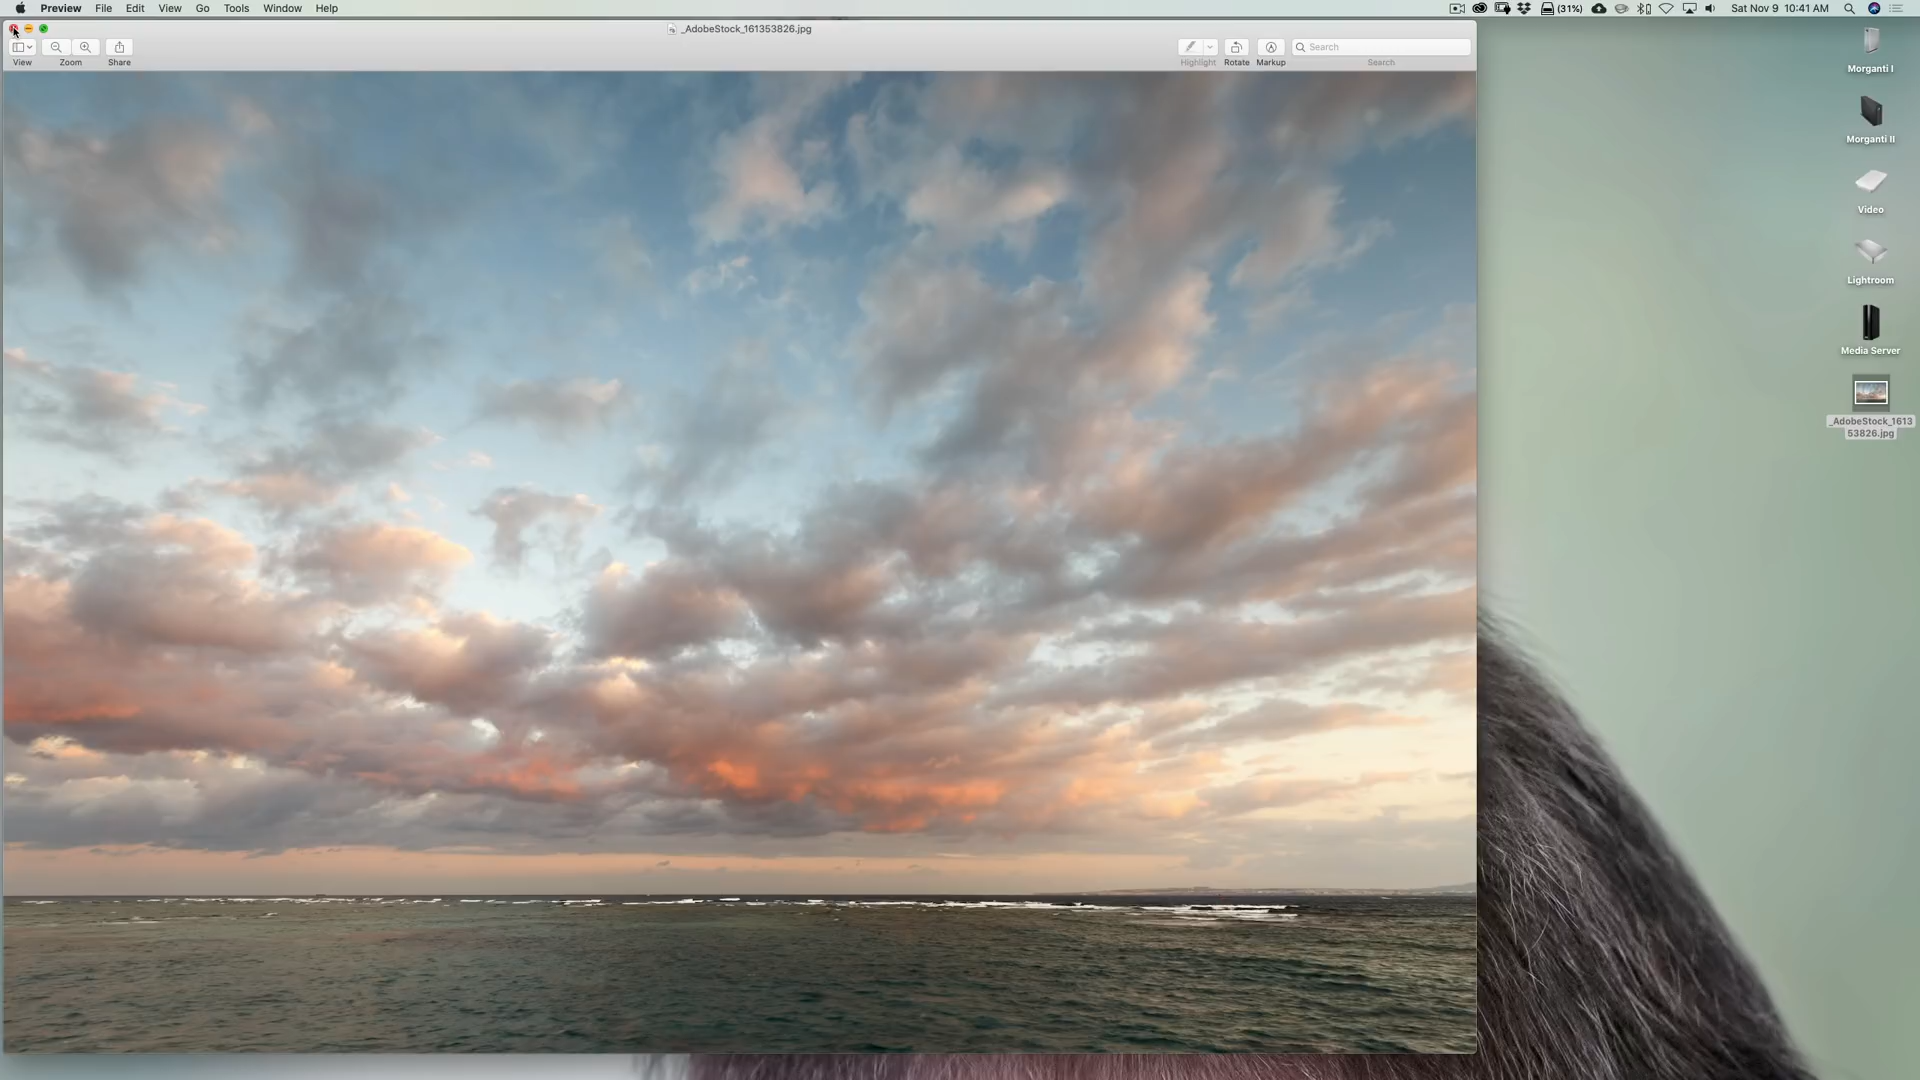 Preview File Edit View Go Tools Window Help
(31%) Sat Nov 9 10:41 AM
_AdobeStock_161353826.jpg
Search
View Zoom Share Highlight Rotate Markup Search
Morganti I
Morganti II
Video
Lightroom
Media Server
_AdobeStock_1613
53826.jpg